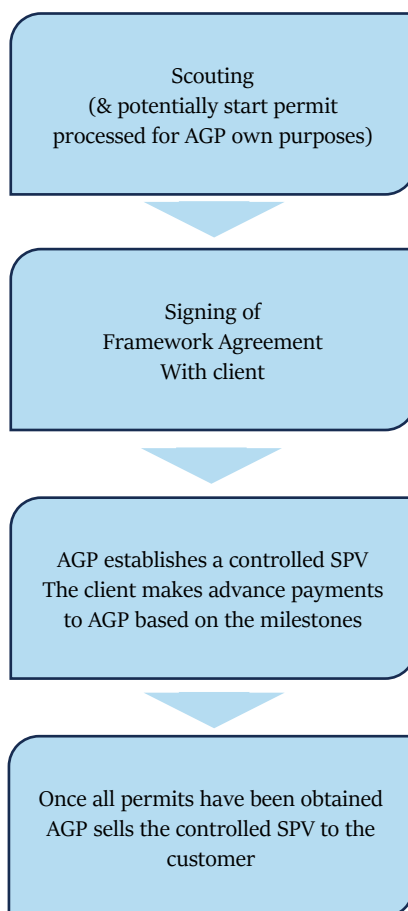 Scouting
(& potentially start permit
processed for AGP own purposes)
Signing of
Framework Agreement
With client
AGP establishes a controlled SPV
The client makes advance payments
to AGP based on the milestones
Once all permits have been obtained
AGP sells the controlled SPV to the
customer